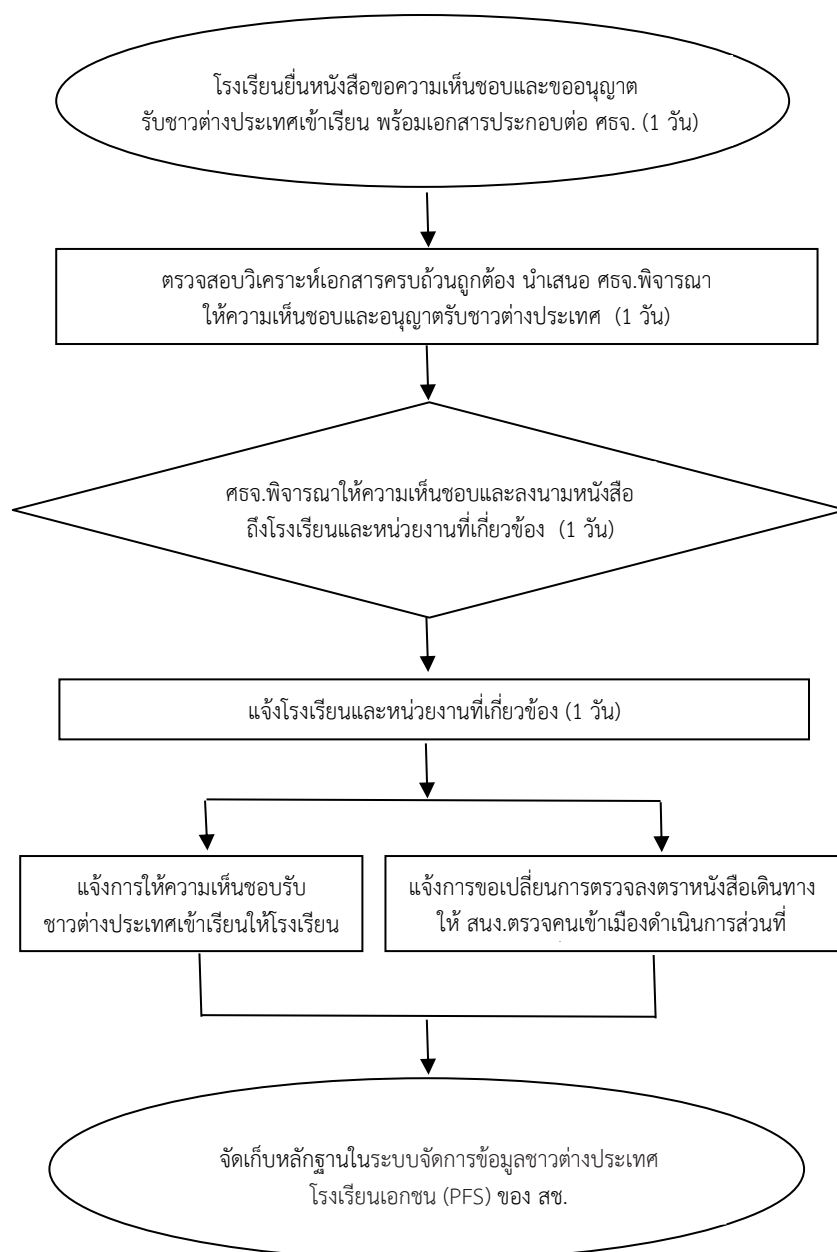 โรงเรียนยื่นหนังสือขอความเห็นชอบและขออนุญาต
รับชาวต่างประเทศเข้าเรียน พร้อมเอกสารประกอบต่อ ศธจ. (1 วัน)
ตรวจสอบวิเคราะห์เอกสารครบถ้วนถูกต้อง นำเสนอ ศธจ.พิจารณา
ให้ความเห็นชอบและอนุญาตรับชาวต่างประเทศ (1 วัน)
ศธจ.พิจารณาให้ความเห็นชอบและลงนามหนังสือ
ถึงโรงเรียนและหน่วยงานที่เกี่ยวข้อง (1 วัน)
แจ้งโรงเรียนและหน่วยงานที่เกี่ยวข้อง (1 วัน)
แจ้งการให้ความเห็นชอบรับ
ชาวต่างประเทศเข้าเรียนให้โรงเรียน
แจ้งการขอเปลี่ยนการตรวจลงตราหนังสือเดินทาง
ให้ สนง.ตรวจคนเข้าเมืองดำเนินการส่วนที่
จัดเก็บหลักฐานในระบบจัดการข้อมูลชาวต่างประเทศ
โรงเรียนเอกชน (PFS) ของ สช.